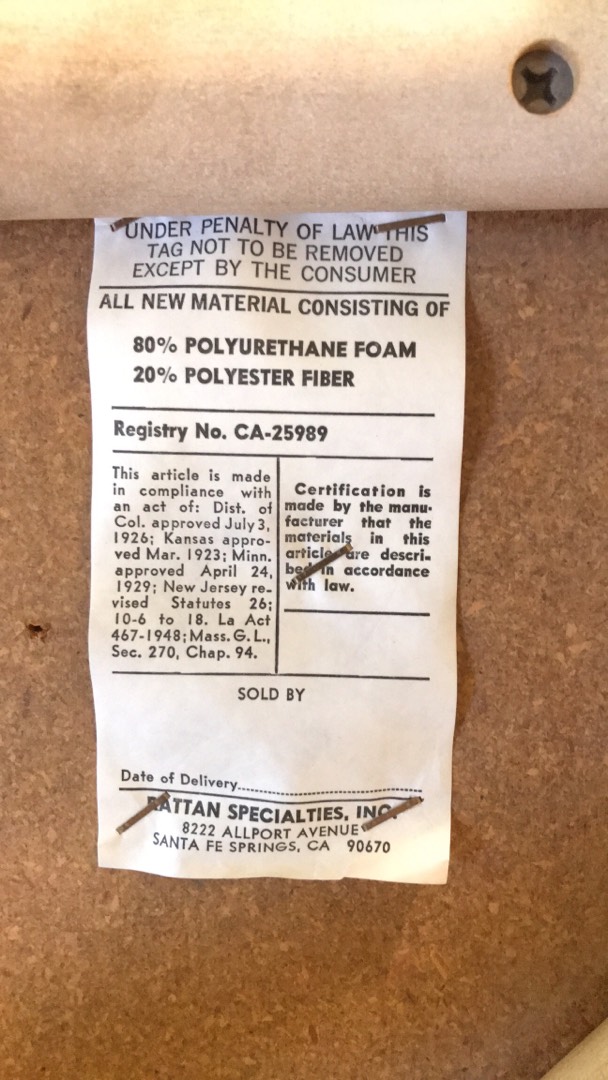 UNDER PENALTY OF LAW THIS
TAG NOT TO BE REMOVED
EXCEPT BY THE CONSUMER
ALL NEW MATERIAL CONSISTING OF
80% POLYURETHANE FOAM
20% POLYESTER FIBER
Registry No. CA-25989
This article is made
in compliance with
an act of: Dist. of
Col. approved July 3,
1926; Kansas appro-
ved Mar. 1923; Minn.
approved April 24,
1929; New Jersey re-
vised Statutes 26;
10-6 to 18. La Act
467-1948; Mass. G. L.,
Sec. 270, Chap. 94.
Certification is
made by the manu-
facturer that the
materials in this
article are descri-
bed in accordance
with law.
SOLD BY
Date of Delivery
RATTAN SPECIALTIES, INC.
8222 ALLPORT AVENUE
SANTA FE SPRINGS, CA 90670